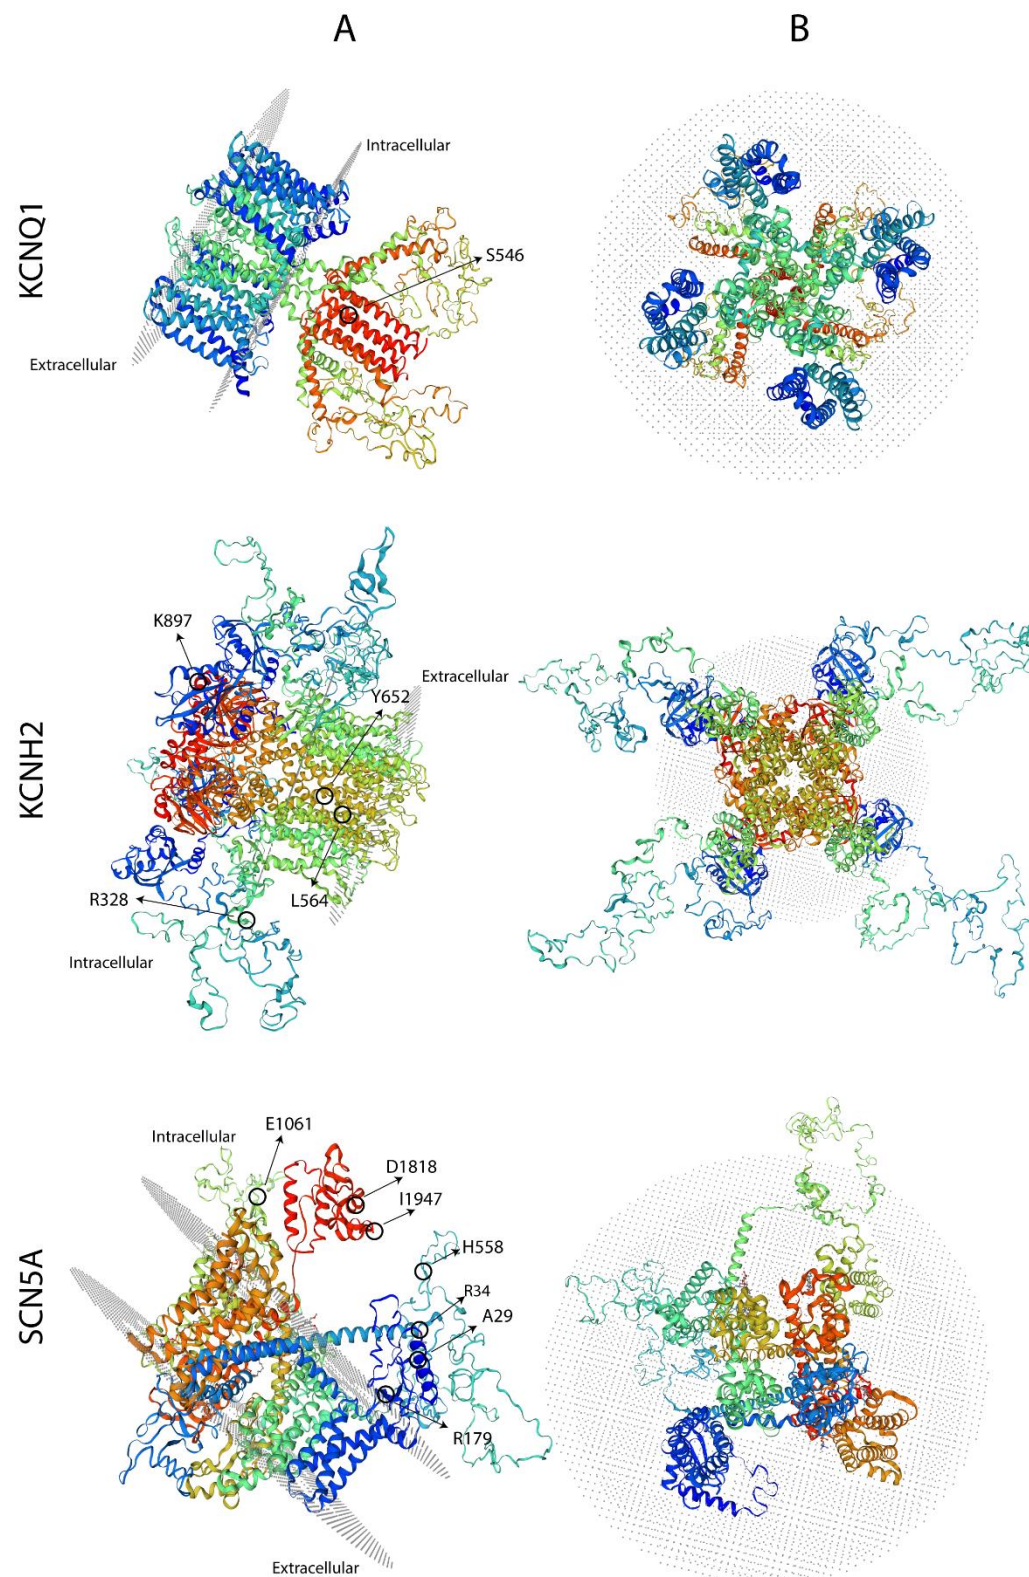 A
B
KCNQ1
Intracellular
S546
Extracellular
KCNH2
K897
Extracellular
Y652
R328
L564
Intracellular
SCN5A
E1061
Intracellular
D1818
I1947
H558
R34
A29
R179
Extracellular